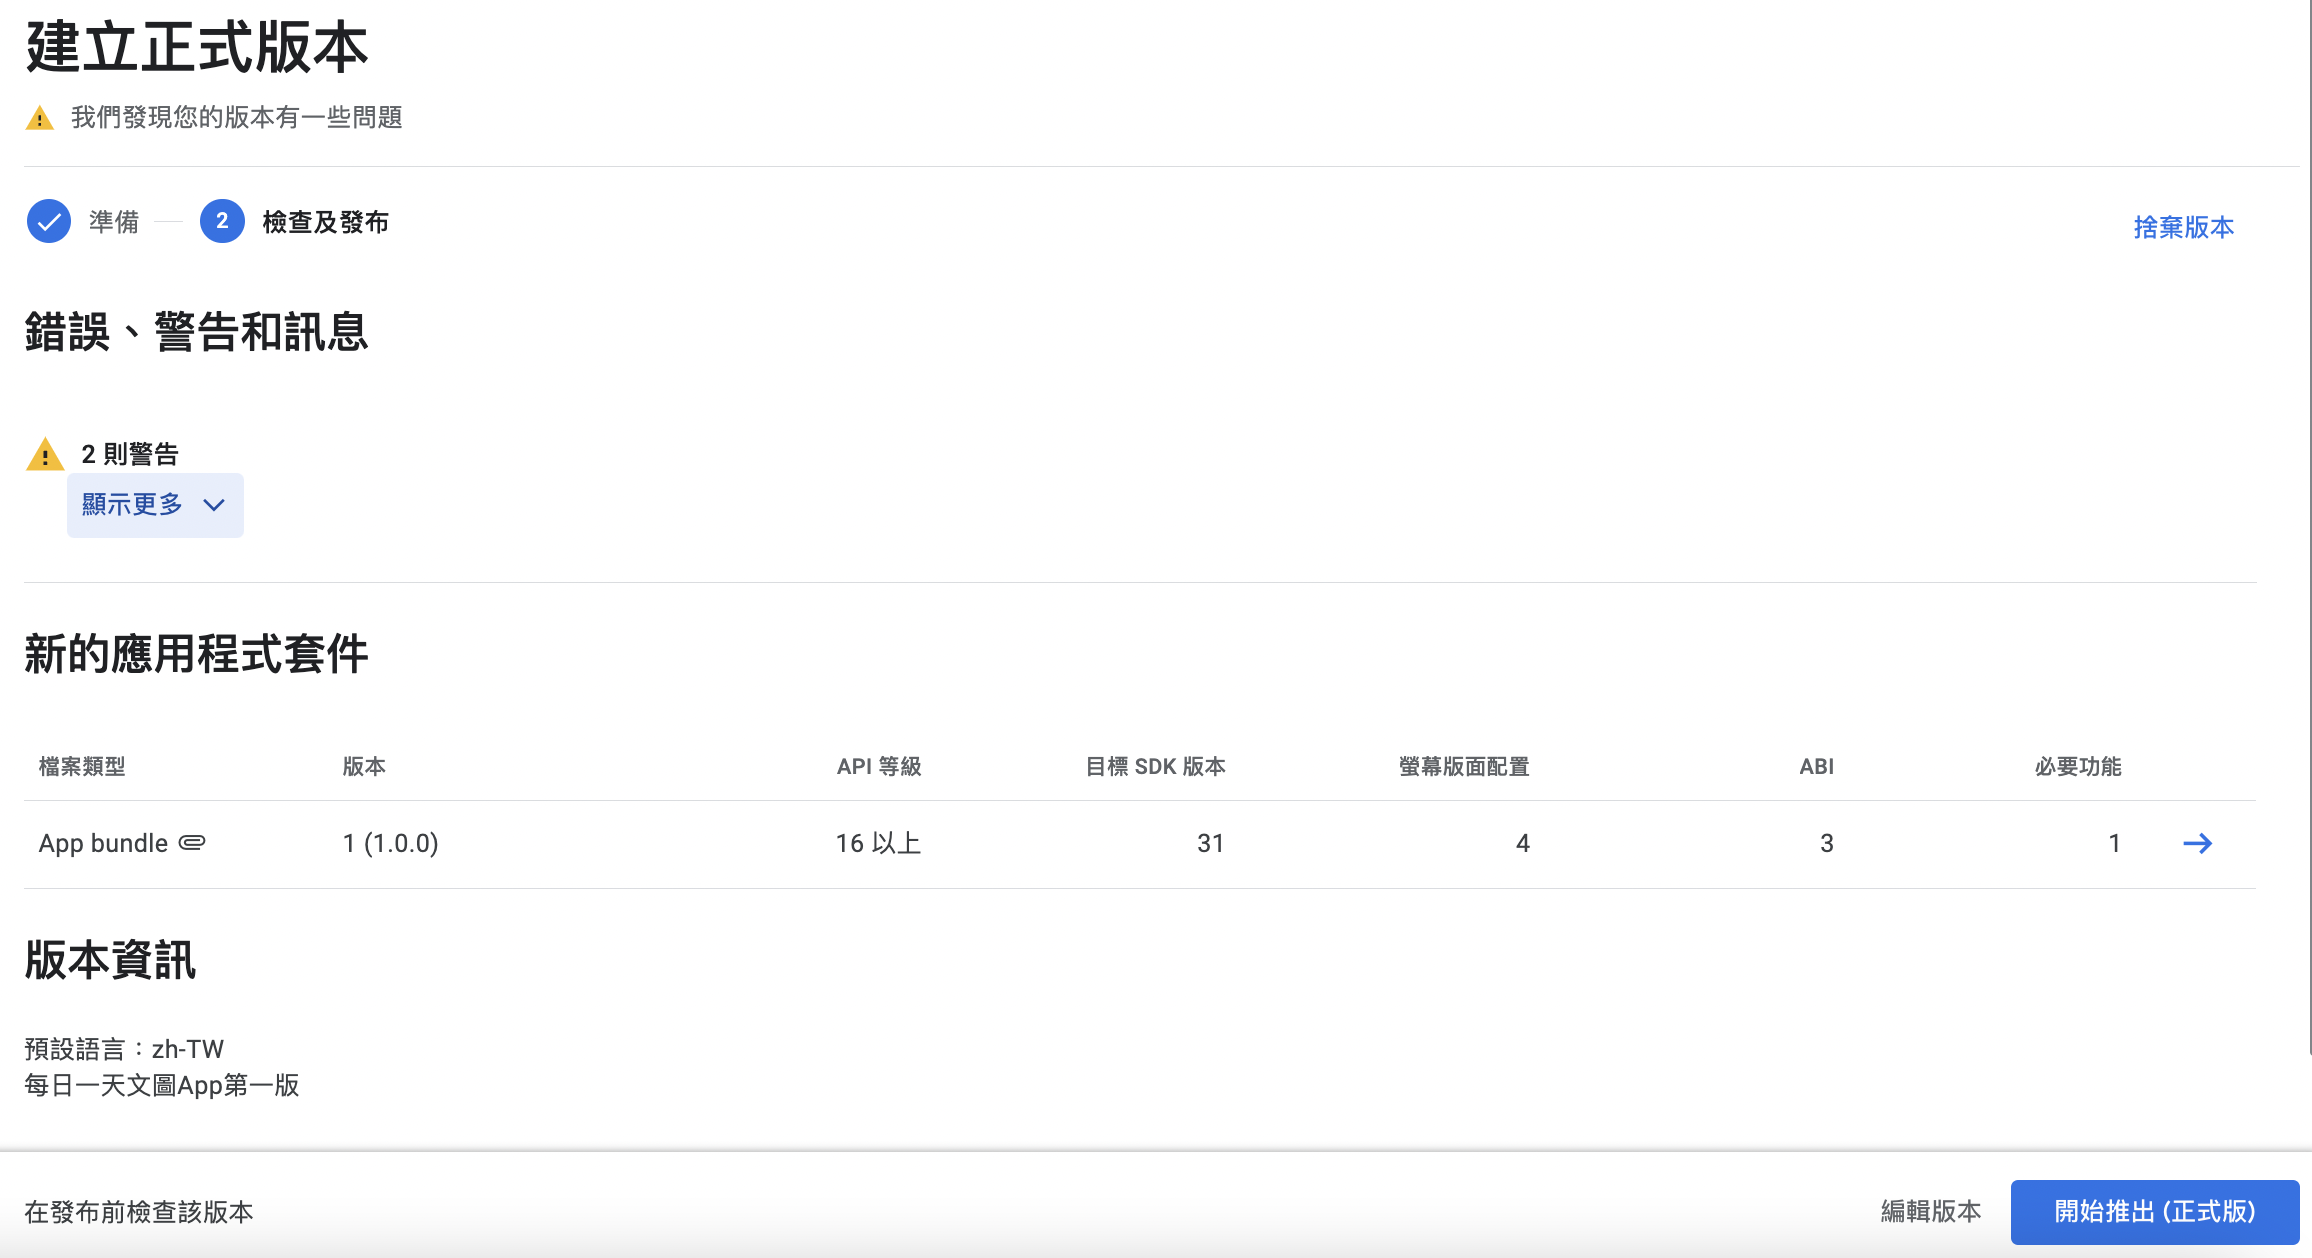 建立正式版本
我們發現您的版本有一些問題
準備 2 檢查及發布 捨棄版本
錯誤、警告和訊息
2 則警告
顯示更多
新的應用程式套件
檔案類型 版本 API 等級 目標 SDK 版本 螢幕版面配置 ABI 必要功能
App bundle 1 (1.0.0) 16 以上 31 4 3 1
版本資訊
預設語言：zh-TW
每日一天文圖App第一版
在發布前檢查該版本 編輯版本 開始推出 (正式版)